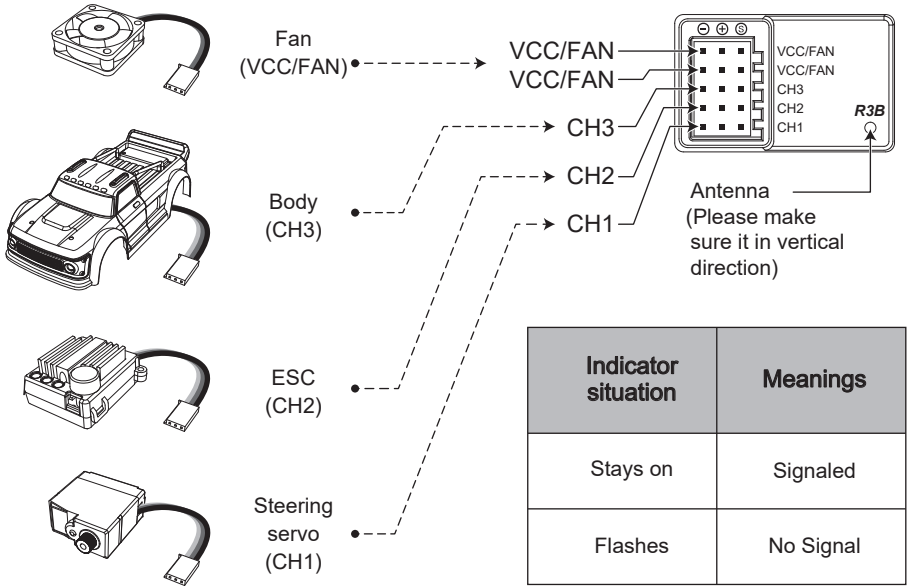 Fan
(VCC/FAN)
Body
(CH3)
ESC
(CH2)
Steering
servo
(CH1)
VCC/FAN
VCC/FAN
CH3
CH2
CH1
⊖ ⊕ Ⓢ
VCC/FAN
VCC/FAN
CH3
CH2
CH1
R3B
Antenna
(Please make
sure it in vertical
direction)
Indicator
situation
Meanings
Stays on
Signaled
Flashes
No Signal